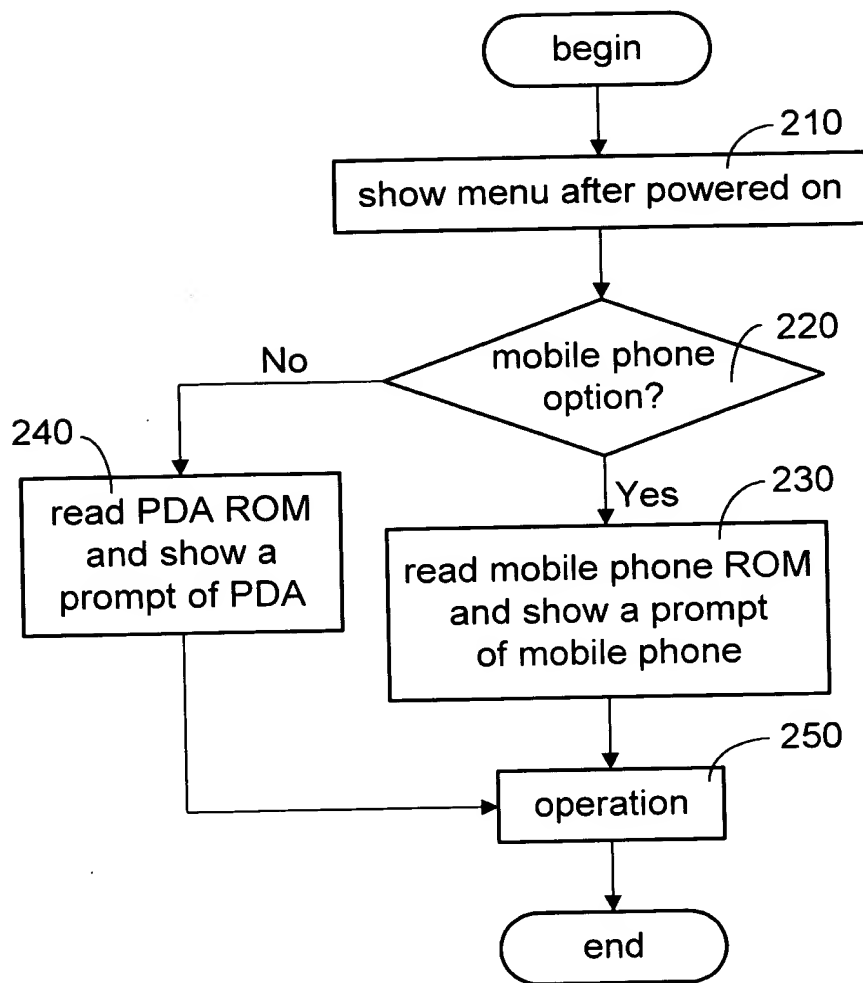 begin
210
show menu after powered on
220
mobile phone
option?
No
Yes
240
read PDA ROM
and show a
prompt of PDA
230
read mobile phone ROM
and show a prompt
of mobile phone
250
operation
end